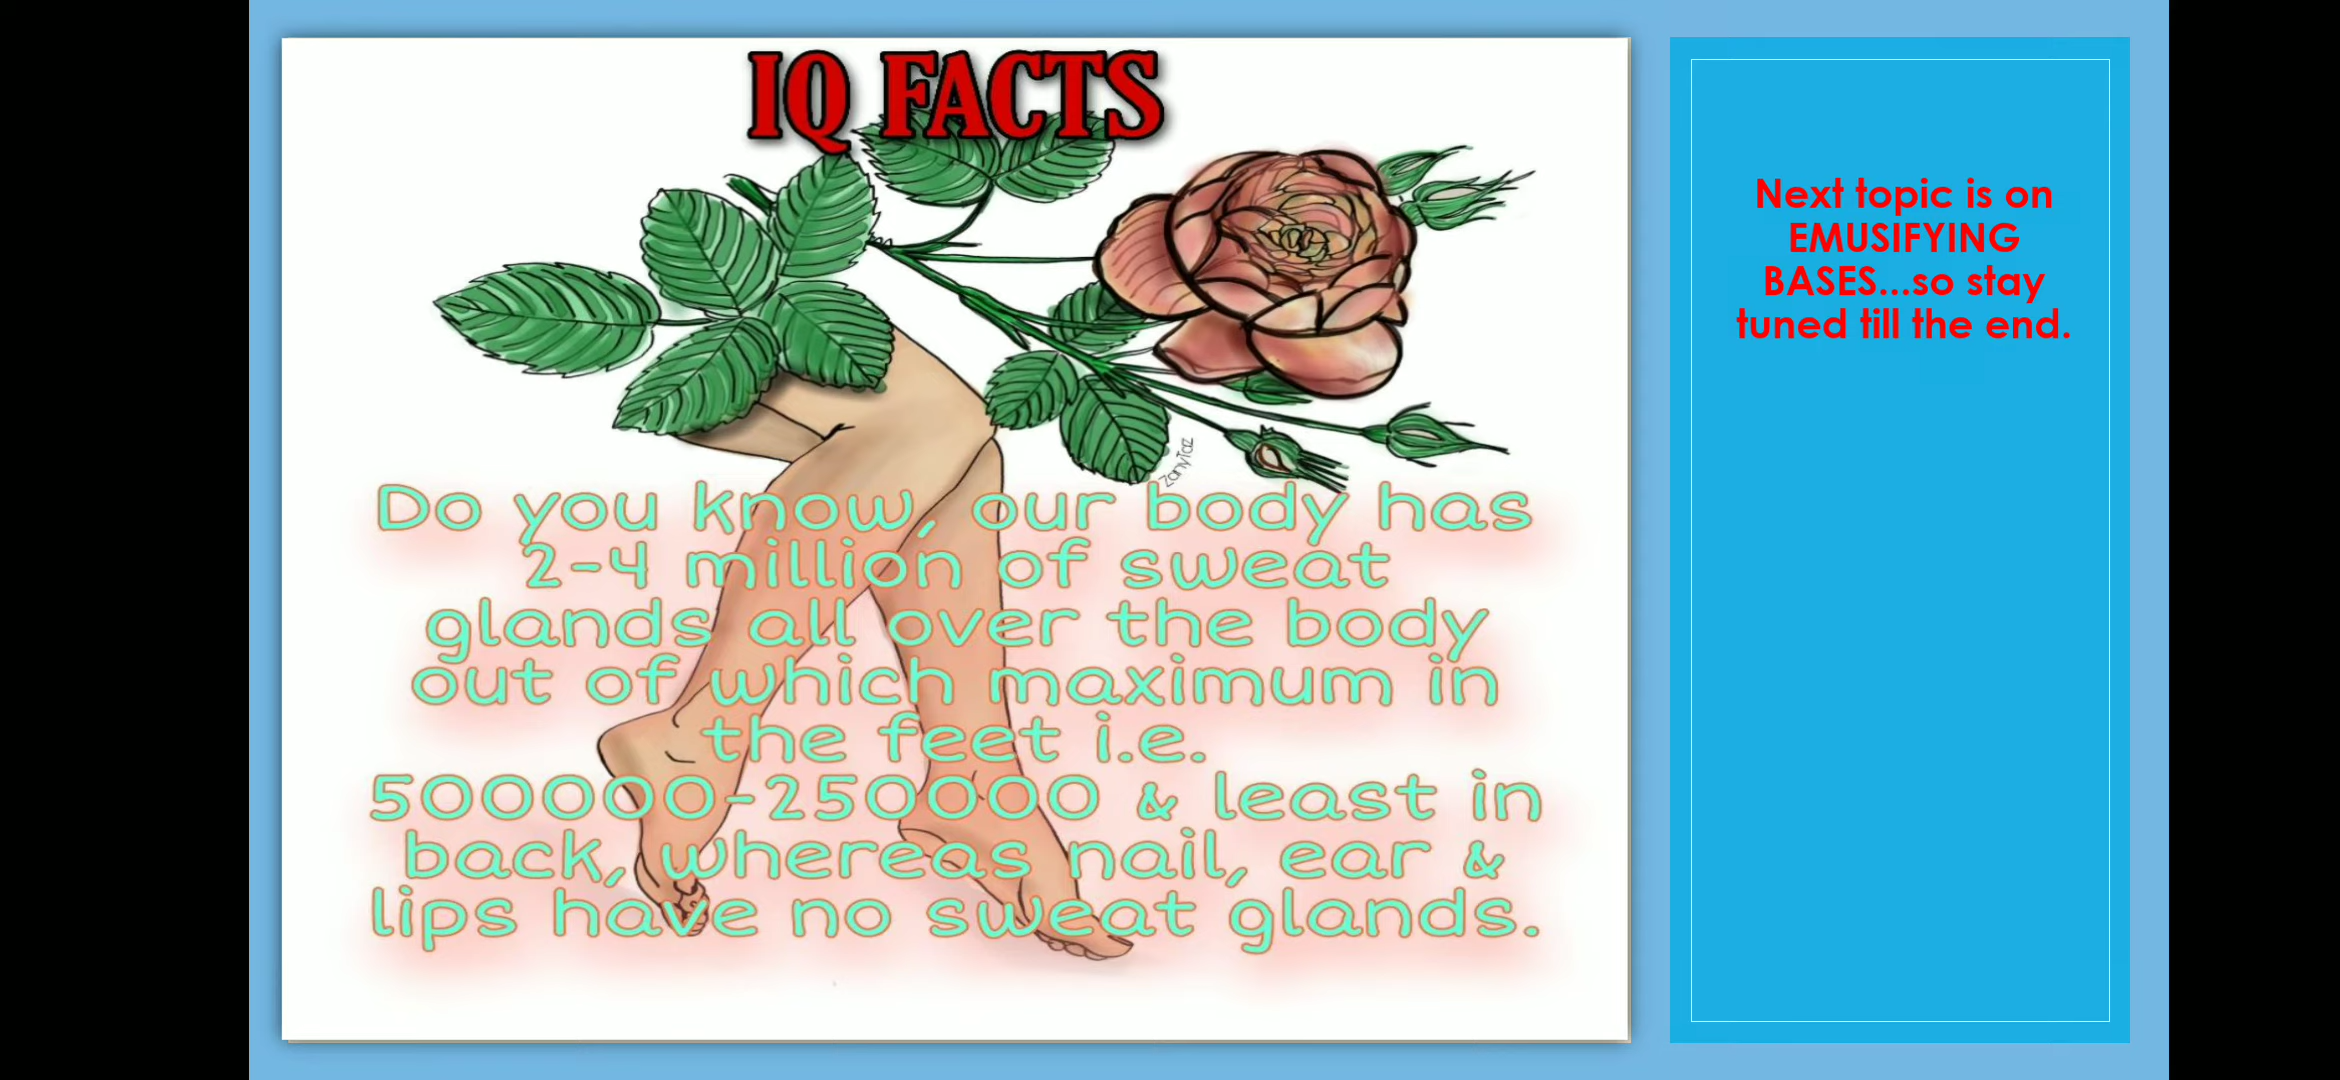 IQ FACTS
ZanyTaz
Do you know, our body has
2-4 million of sweat
glands all over the body
out of which maximum in
the feet i.e.
500000-250000 & least in
back, whereas nail, ear &
lips have no sweat glands.
Next topic is on
EMUSIFYING
BASES...so stay
tuned till the end.